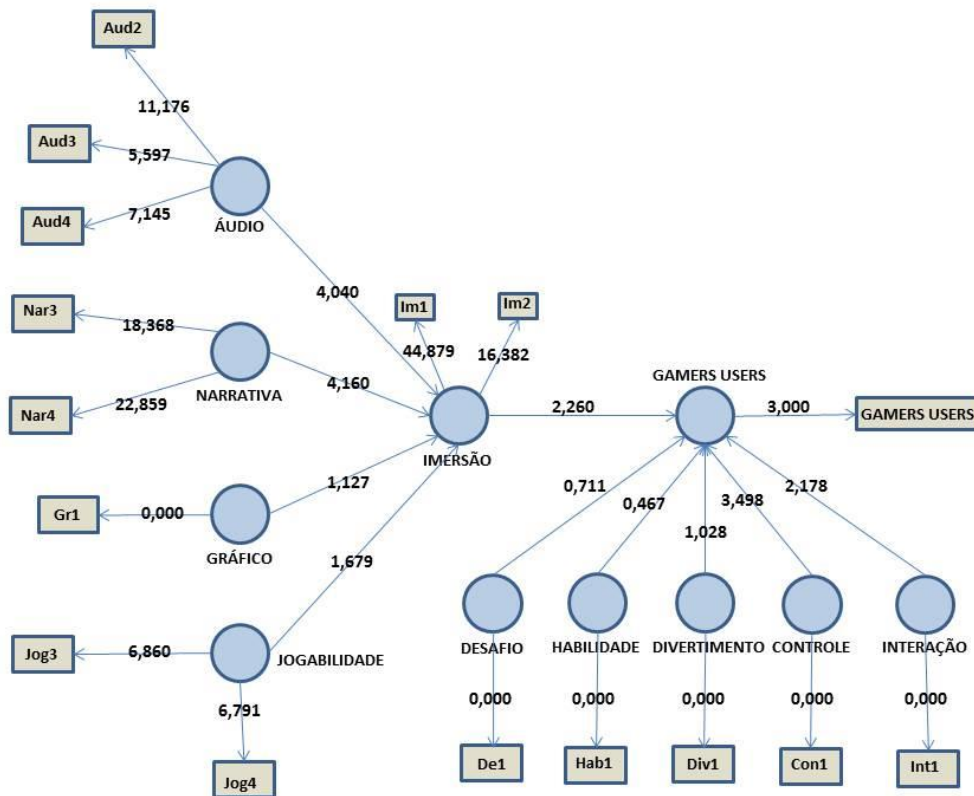 Aud2
11,176
Aud3
5,597
Aud4
7,145
ÁUDIO
4,040
Nar3
18,368
Nar4
22,859
NARRATIVA
4,160
Im1
44,879
Im2
16,382
IMERSÃO
2,260
GAMERS USERS
3,000
GAMERS USERS
Gr1
0,000
GRÁFICO
1,127
Jog3
6,860
JOGABILIDADE
1,679
6,791
Jog4
0,711
0,467
1,028
3,498
2,178
DESAFIO
HABILIDADE
DIVERTIMENTO
CONTROLE
INTERAÇÃO
0,000
0,000
0,000
0,000
0,000
De1
Hab1
Div1
Con1
Int1